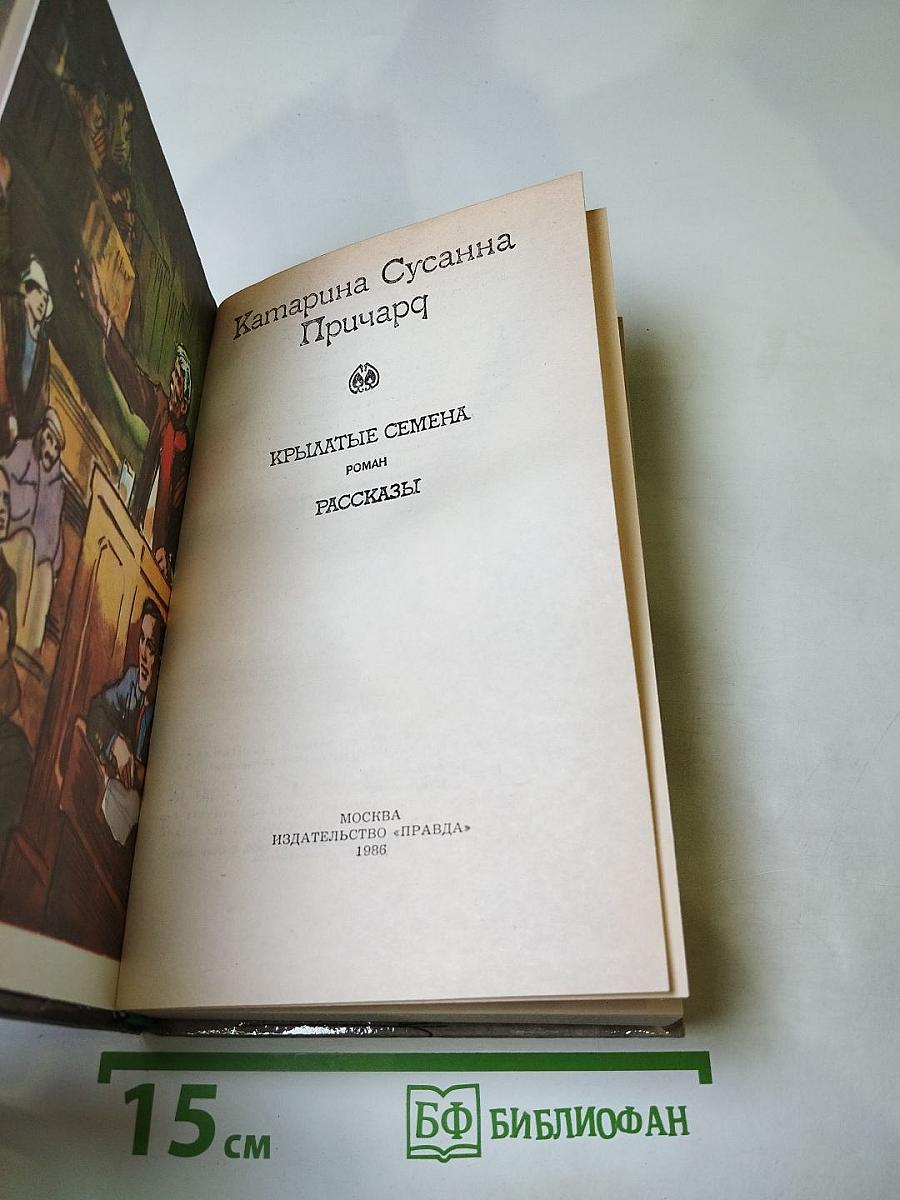 Катарина Сусанна
Причард
КРЫЛАТЫЕ СЕМЕНА
РОМАН
РАССКАЗЫ
МОСКВА
ИЗДАТЕЛЬСТВО «ПРАВДА»
1986
15 см
БФ БИБЛИОФАН